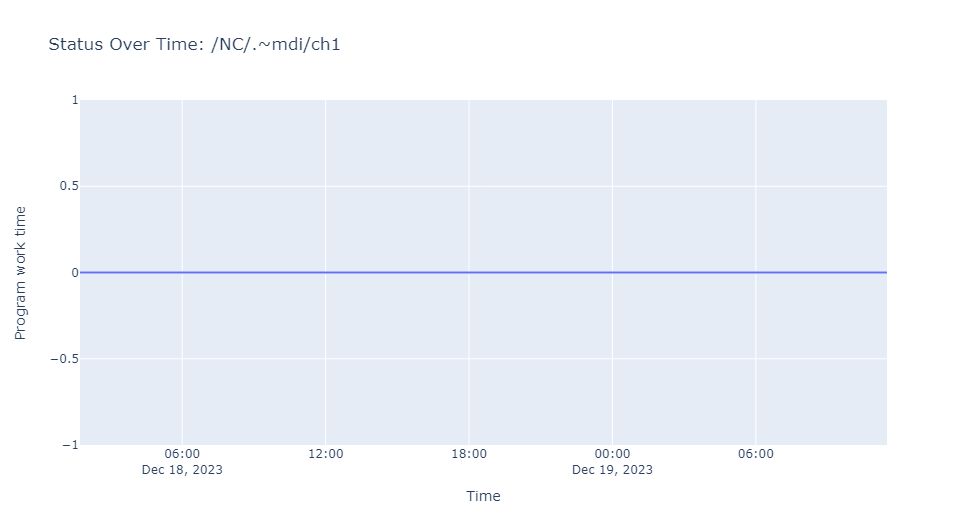 Status Over Time: /NC/.~mdi/ch1
1
0.5
0
−0.5
−1
Program work time
06:00
Dec 18, 2023
12:00
18:00
00:00
Dec 19, 2023
06:00
Time